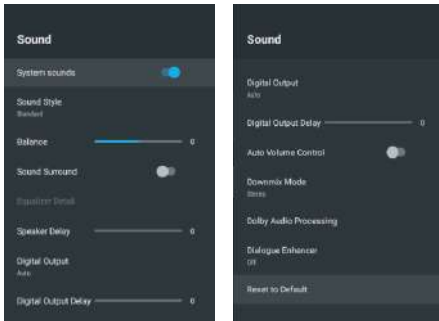 Sound
System sounds
Sound Style
Standard
Balance 0
Sound Surround
Equalizer Detail
Speaker Delay 0
Digital Output
Auto
Digital Output Delay 0
Sound
Digital Output
Auto
Digital Output Delay 0
Auto Volume Control
Downmix Mode
Stereo
Dolby Audio Processing
Dialogue Enhancer
Off
Reset to Default